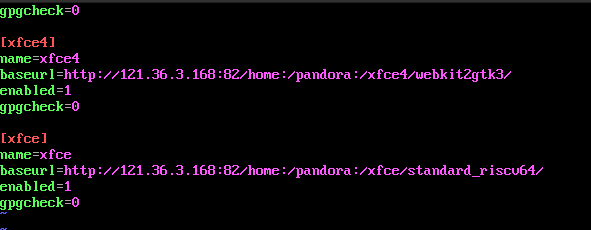 gpgcheck=0
[xfce4]
name=xfce4
baseurl=http://121.36.3.168:82/home:/pandora:/xfce4/webkit2gtk3/
enabled=1
gpgcheck=0
[xfce]
name=xfce
baseurl=http://121.36.3.168:82/home:/pandora:/xfce/standard_riscv64/
enabled=1
gpgcheck=0
~
~